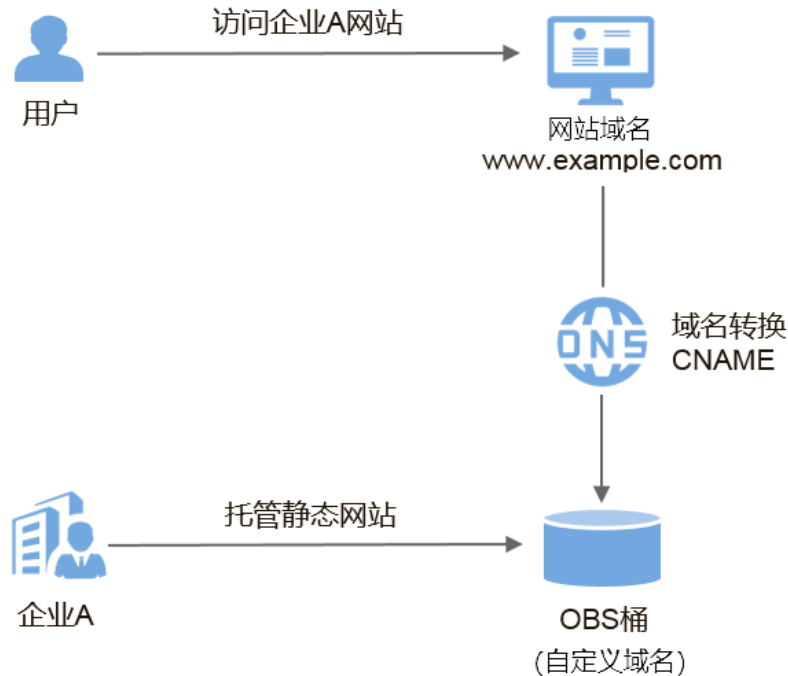 访问企业A网站
用户
网站域名
www.example.com
DNS
域名转换
CNAME
托管静态网站
企业A
OBS桶
(自定义域名)